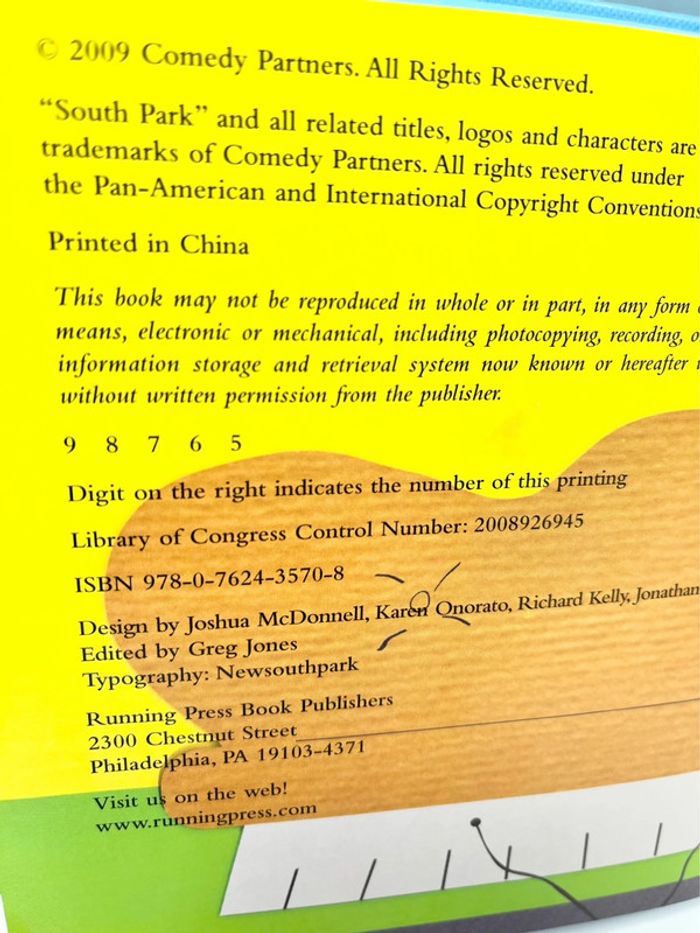 © 2009 Comedy Partners. All Rights Reserved.
“South Park” and all related titles, logos and characters are
trademarks of Comedy Partners. All rights reserved under
the Pan-American and International Copyright Conventions
Printed in China
This book may not be reproduced in whole or in part, in any form
means, electronic or mechanical, including photocopying, recording,
information storage and retrieval system now known or hereafter
without written permission from the publisher.
9 8 7 6 5
Digit on the right indicates the number of this printing
Library of Congress Control Number: 2008926945
ISBN 978-0-7624-3570-8
Design by Joshua McDonnell, Karen Onorato, Richard Kelly, Jonathan
Edited by Greg Jones
Typography: Newsouthpark
Running Press Book Publishers
2300 Chestnut Street
Philadelphia, PA 19103-4371
Visit us on the web!
www.runningpress.com